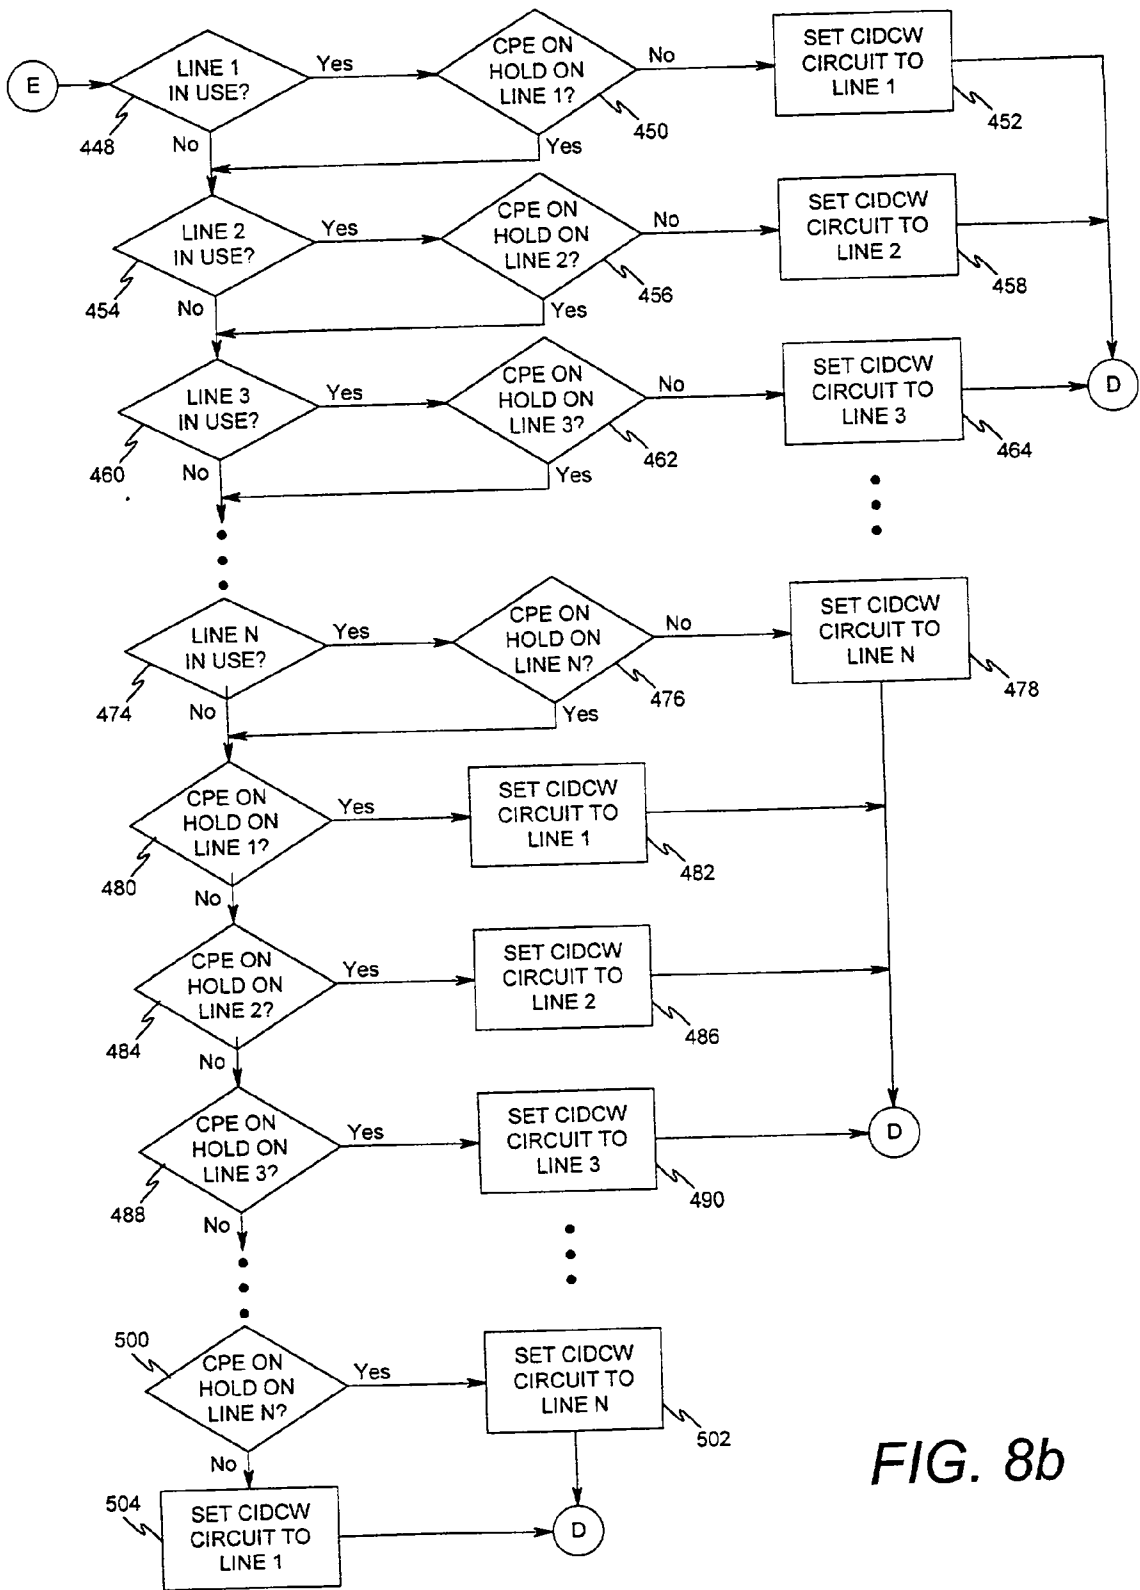 E
LINE 1
IN USE?
Yes
No
448
CPE ON
HOLD ON
LINE 1?
No
Yes
450
SET CIDCW
CIRCUIT TO
LINE 1
452
LINE 2
IN USE?
Yes
No
454
CPE ON
HOLD ON
LINE 2?
No
Yes
456
SET CIDCW
CIRCUIT TO
LINE 2
458
LINE 3
IN USE?
Yes
No
460
CPE ON
HOLD ON
LINE 3?
No
Yes
462
SET CIDCW
CIRCUIT TO
LINE 3
464
D
LINE N
IN USE?
Yes
No
474
CPE ON
HOLD ON
LINE N?
No
Yes
476
SET CIDCW
CIRCUIT TO
LINE N
478
CPE ON
HOLD ON
LINE 1?
Yes
No
480
SET CIDCW
CIRCUIT TO
LINE 1
482
CPE ON
HOLD ON
LINE 2?
Yes
No
484
SET CIDCW
CIRCUIT TO
LINE 2
486
CPE ON
HOLD ON
LINE 3?
Yes
No
488
SET CIDCW
CIRCUIT TO
LINE 3
490
D
500
CPE ON
HOLD ON
LINE N?
Yes
No
SET CIDCW
CIRCUIT TO
LINE N
502
504
SET CIDCW
CIRCUIT TO
LINE 1
D
FIG. 8b